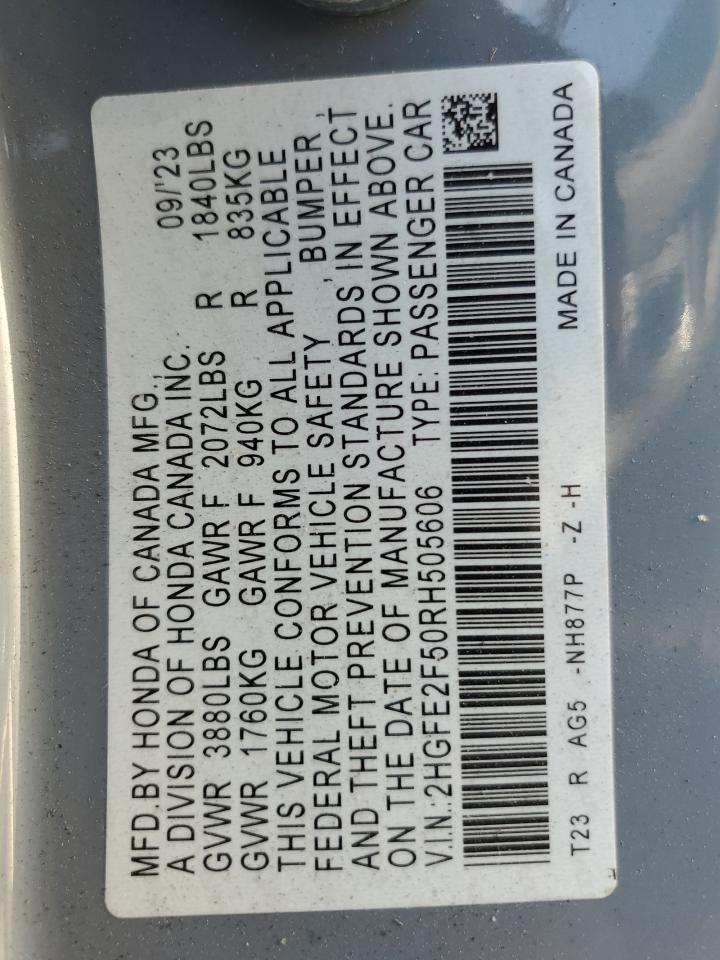 MFD.BY HONDA OF CANADA MFG., 09/'23
A DIVISION OF HONDA CANADA INC.
GVWR 3880LBS GAWR F 2072LBS R 1840LBS
GVWR 1760KG GAWR F 940KG R 835KG
THIS VEHICLE CONFORMS TO ALL APPLICABLE
FEDERAL MOTOR VEHICLE SAFETY , BUMPER ,
AND THEFT PREVENTION STANDARDS IN EFFECT
ON THE DATE OF MANUFACTURE SHOWN ABOVE.
V.I.N.:2HGFE2F50RH505606 TYPE: PASSENGER CAR
T23 R AG5 -NH877P -Z -H MADE IN CANADA